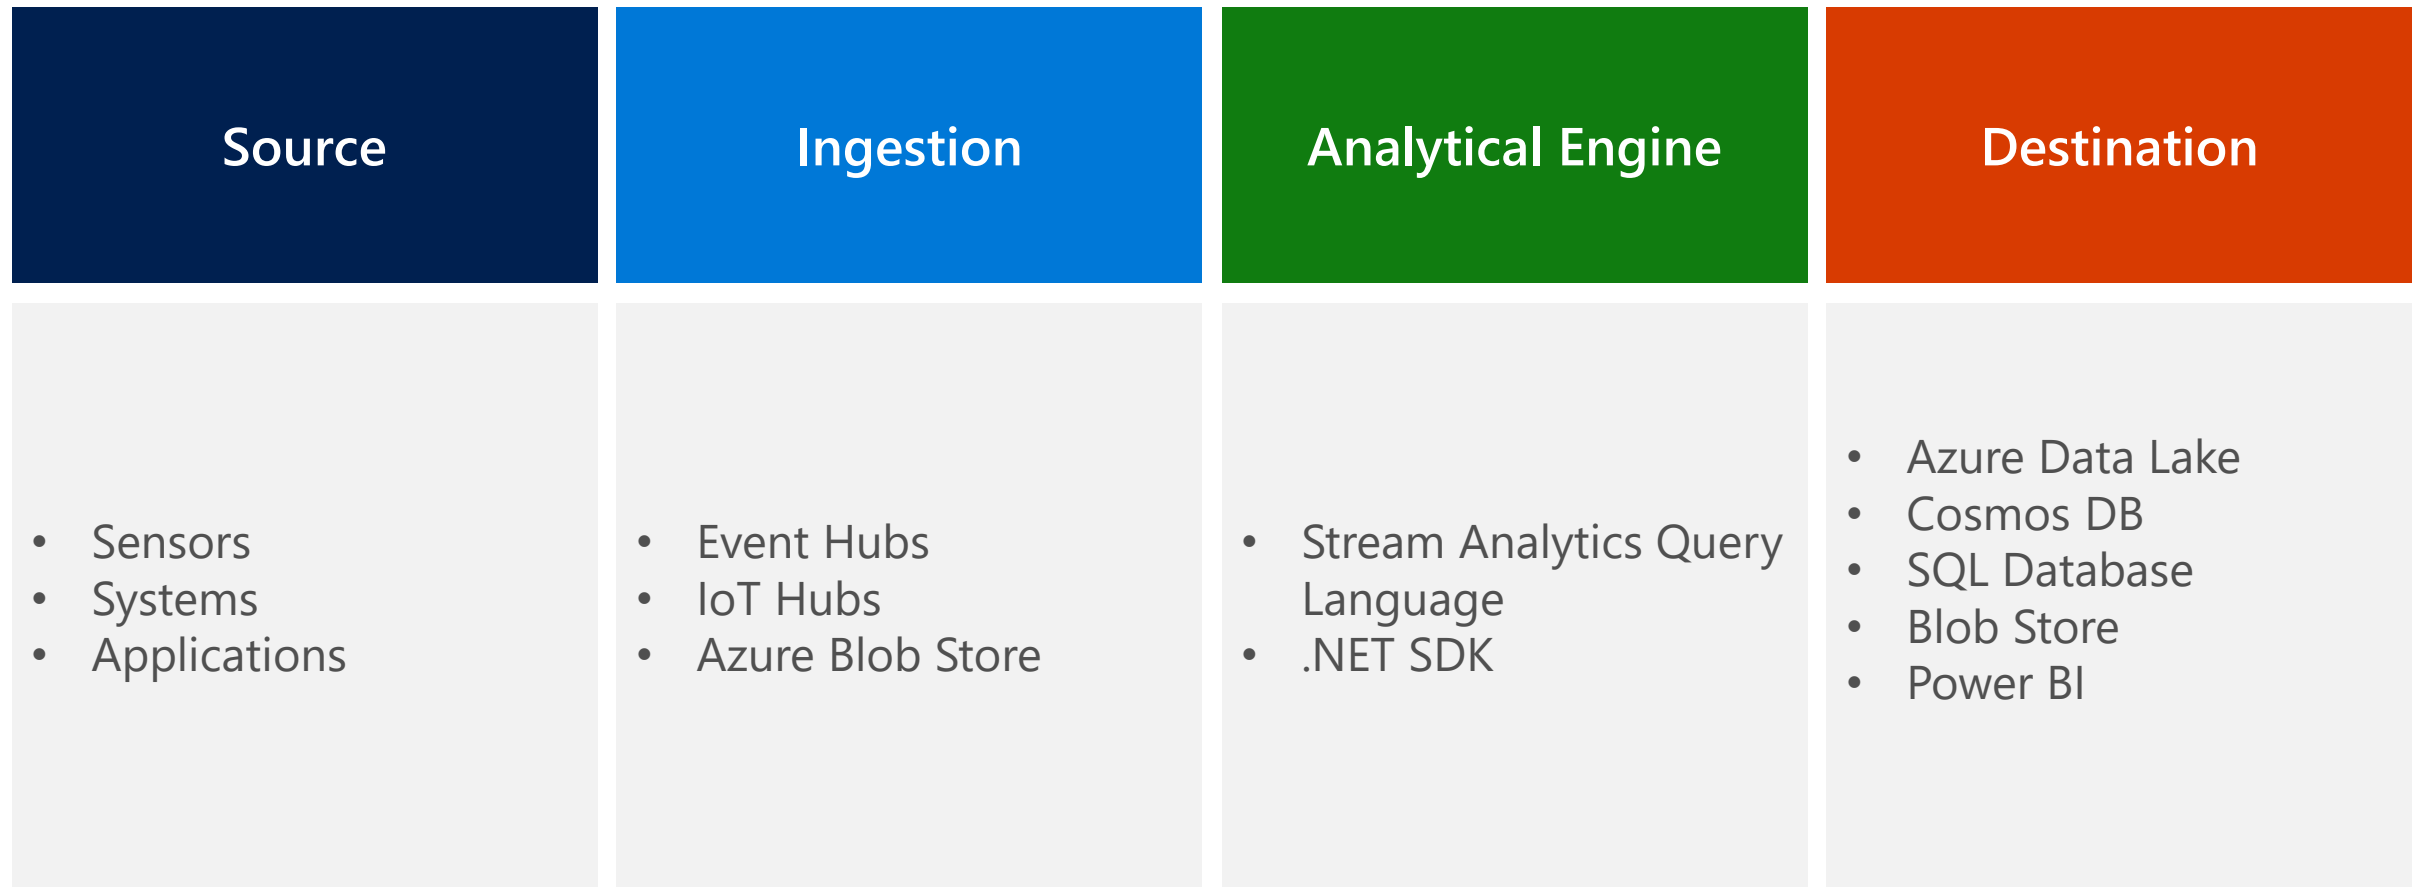 Source
• Sensors
• Systems
• Applications
Ingestion
• Event Hubs
• IoT Hubs
• Azure Blob Store
Analytical Engine
• Stream Analytics Query
Language
• .NET SDK
Destination
• Azure Data Lake
• Cosmos DB
• SQL Database
• Blob Store
• Power BI